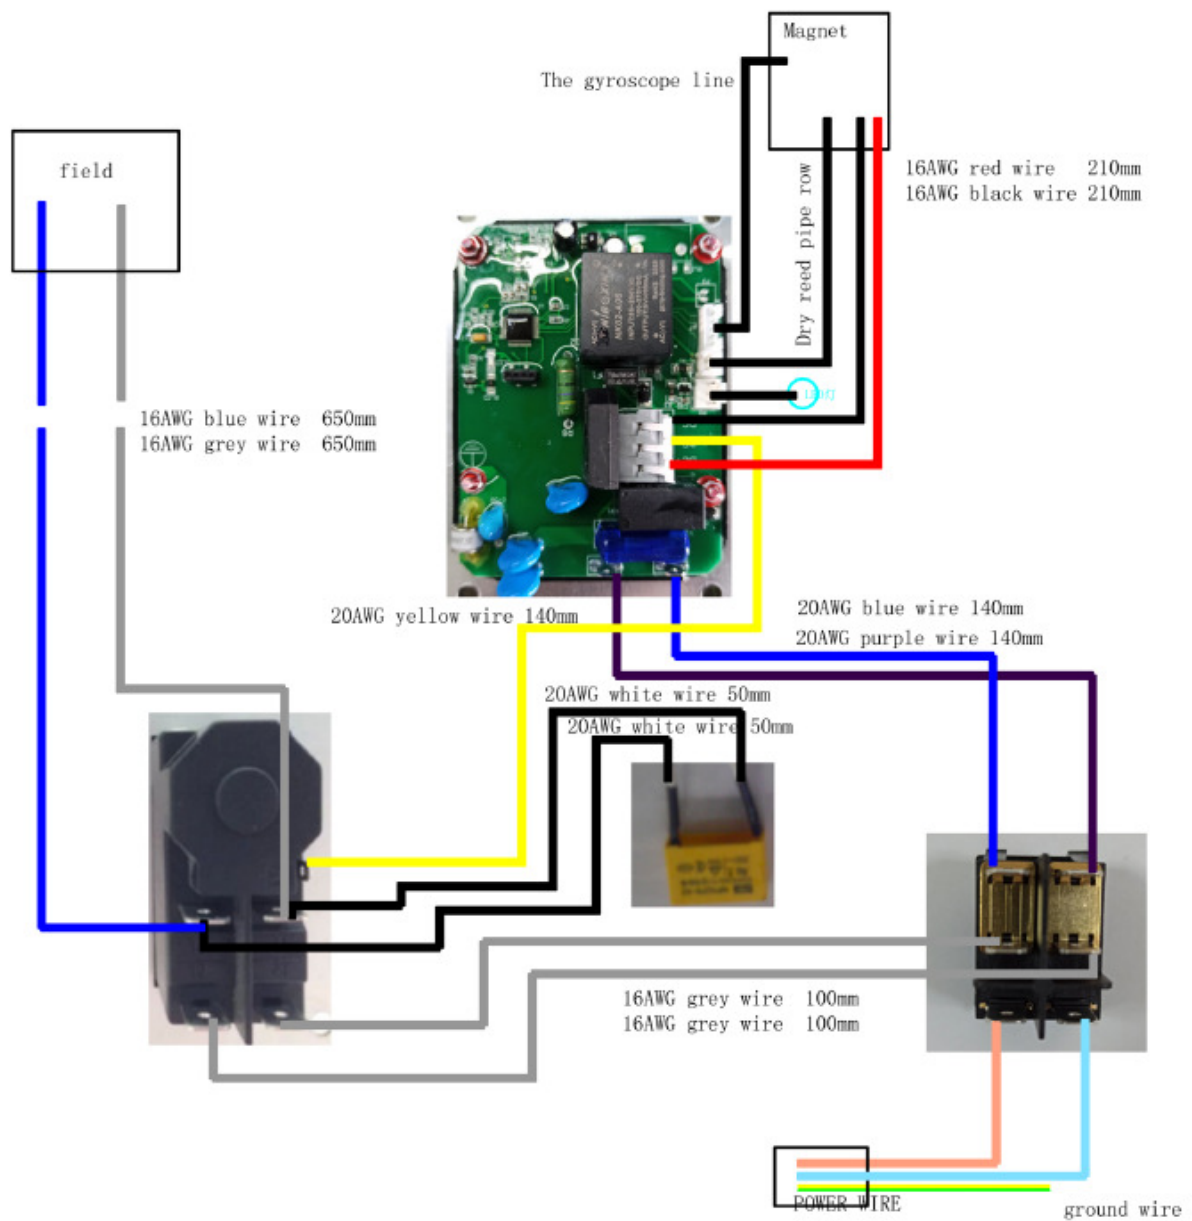 Magnet
The gyroscope line
field
16AWG red wire 210mm
16AWG black wire 210mm
Dry reed pipe row
16AWG blue wire 650mm
16AWG grey wire 650mm
20AWG yellow wire 140mm
20AWG blue wire 140mm
20AWG purple wire 140mm
20AWG white wire 50mm
20AWG white wire 50mm
16AWG grey wire 100mm
16AWG grey wire 100mm
POWER WIRE
ground wire